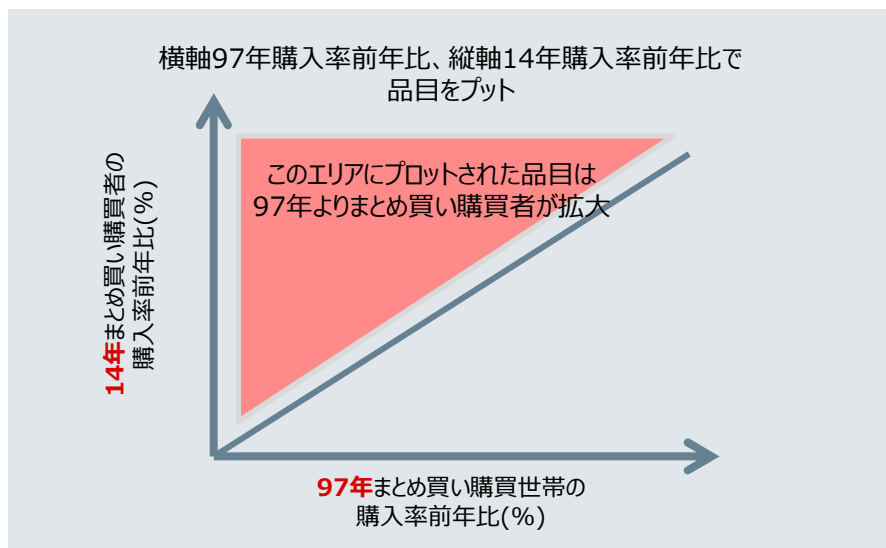 横軸97年購入率前年比、縦軸14年購入率前年比で
品目をプット
このエリアにプロットされた品目は
97年よりまとめ買い購買者が拡大
14年まとめ買い購買者の
購入率前年比(%)
97年まとめ買い購買世帯の
購入率前年比(%)